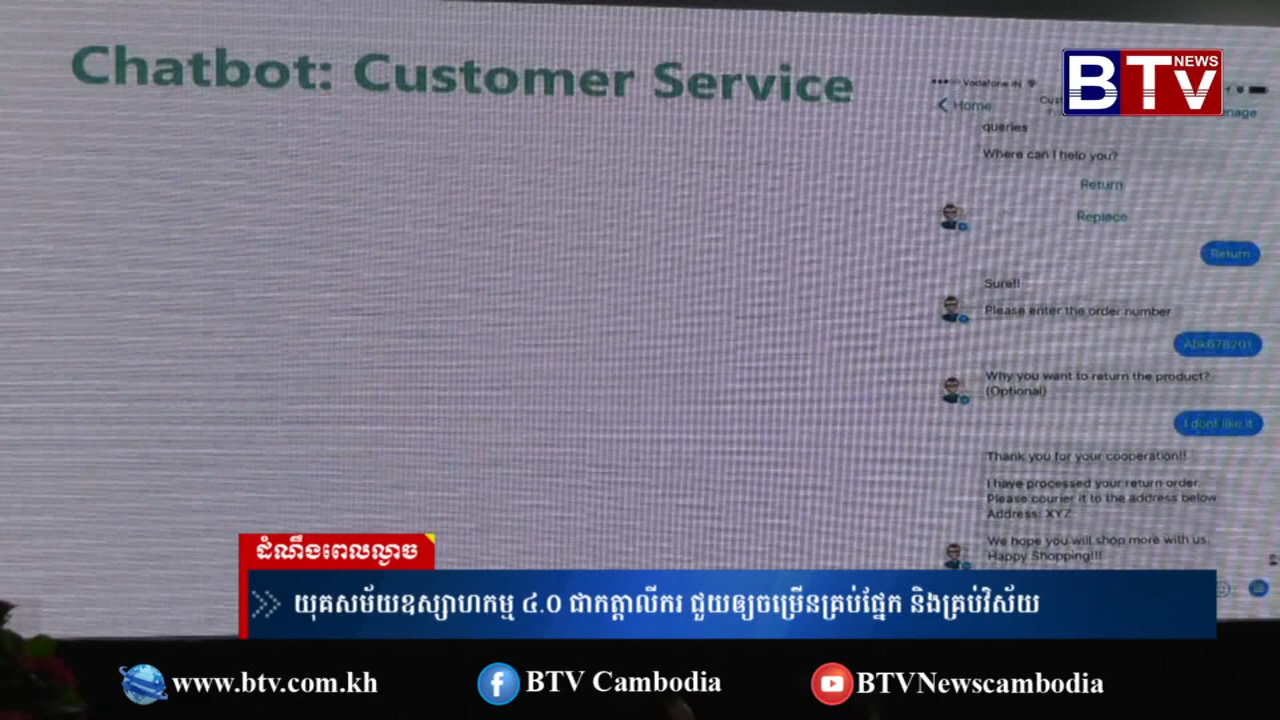 Chatbot: Customer Service
BTV NEWS
Vodafone IN
Home
queries
Where can I help you?
Return
Replace
Return
Sure!!
Please enter the order number
Why you want to return the product?
(Optional)
I dont like it
Thank you for your cooperation!!
I have processed your return order.
Please courier it to the address below
Address: XYZ
We hope you will shop more with us.
Happy Shopping!!!
ដំណឹងពេលល្ងាច
យុគសម័យឧស្សាហកម្ម ៤.០ ជាកត្តាលីករ ជួយឲ្យចម្រើនគ្រប់ផ្នែក និងគ្រប់វិស័យ
www.btv.com.kh
BTV Cambodia
BTVNewscambodia